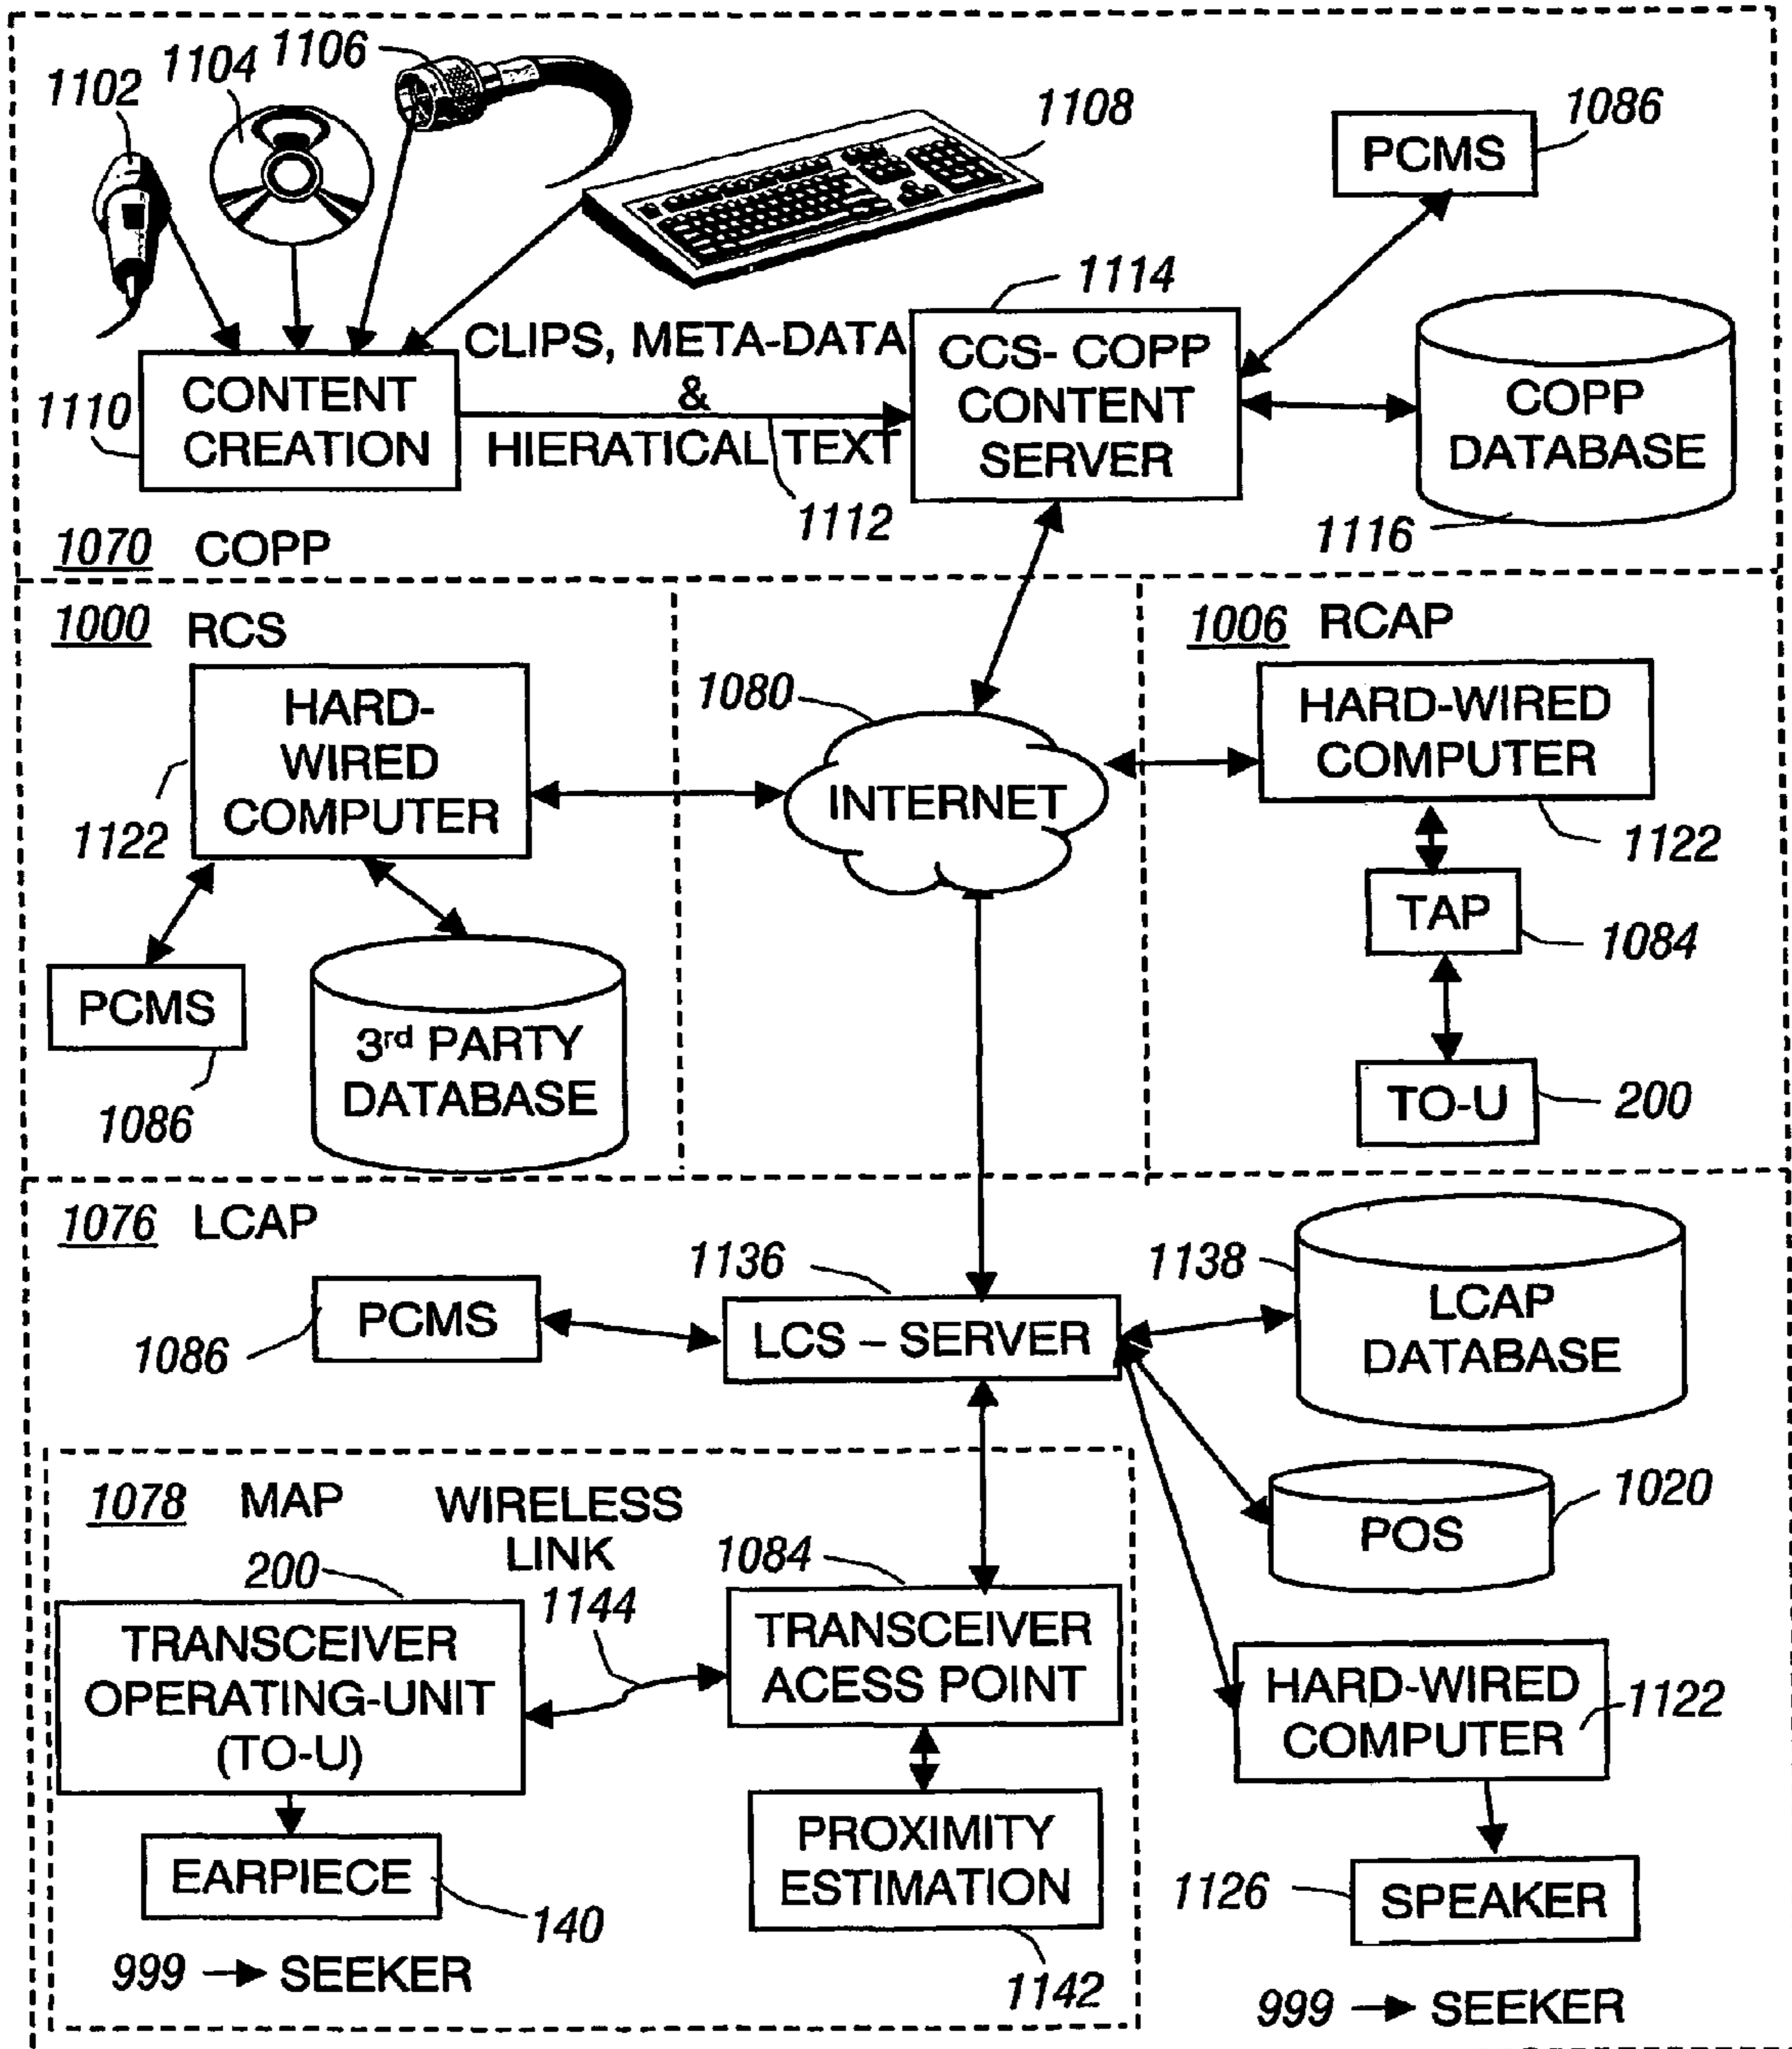 1102
1104
1106
1108
PCMS
1086
1114
CLIPS, META-DATA
&
HIERATICAL TEXT
1112
1110
CONTENT
CREATION
CCS- COPP
CONTENT
SERVER
COPP
DATABASE
1116
1070 COPP
1000 RCS
HARD-
WIRED
COMPUTER
1122
PCMS
1086
3rd PARTY
DATABASE
1080
INTERNET
1006 RCAP
HARD-WIRED
COMPUTER
1122
TAP
1084
TO-U
200
1076 LCAP
PCMS
1086
1136
LCS – SERVER
1138
LCAP
DATABASE
POS
1020
HARD-WIRED
COMPUTER
1122
1126
SPEAKER
999 → SEEKER
1078 MAP
WIRELESS
LINK
1144
200
TRANSCEIVER
OPERATING-UNIT
(TO-U)
EARPIECE
140
999 → SEEKER
1084
TRANSCEIVER
ACESS POINT
PROXIMITY
ESTIMATION
1142